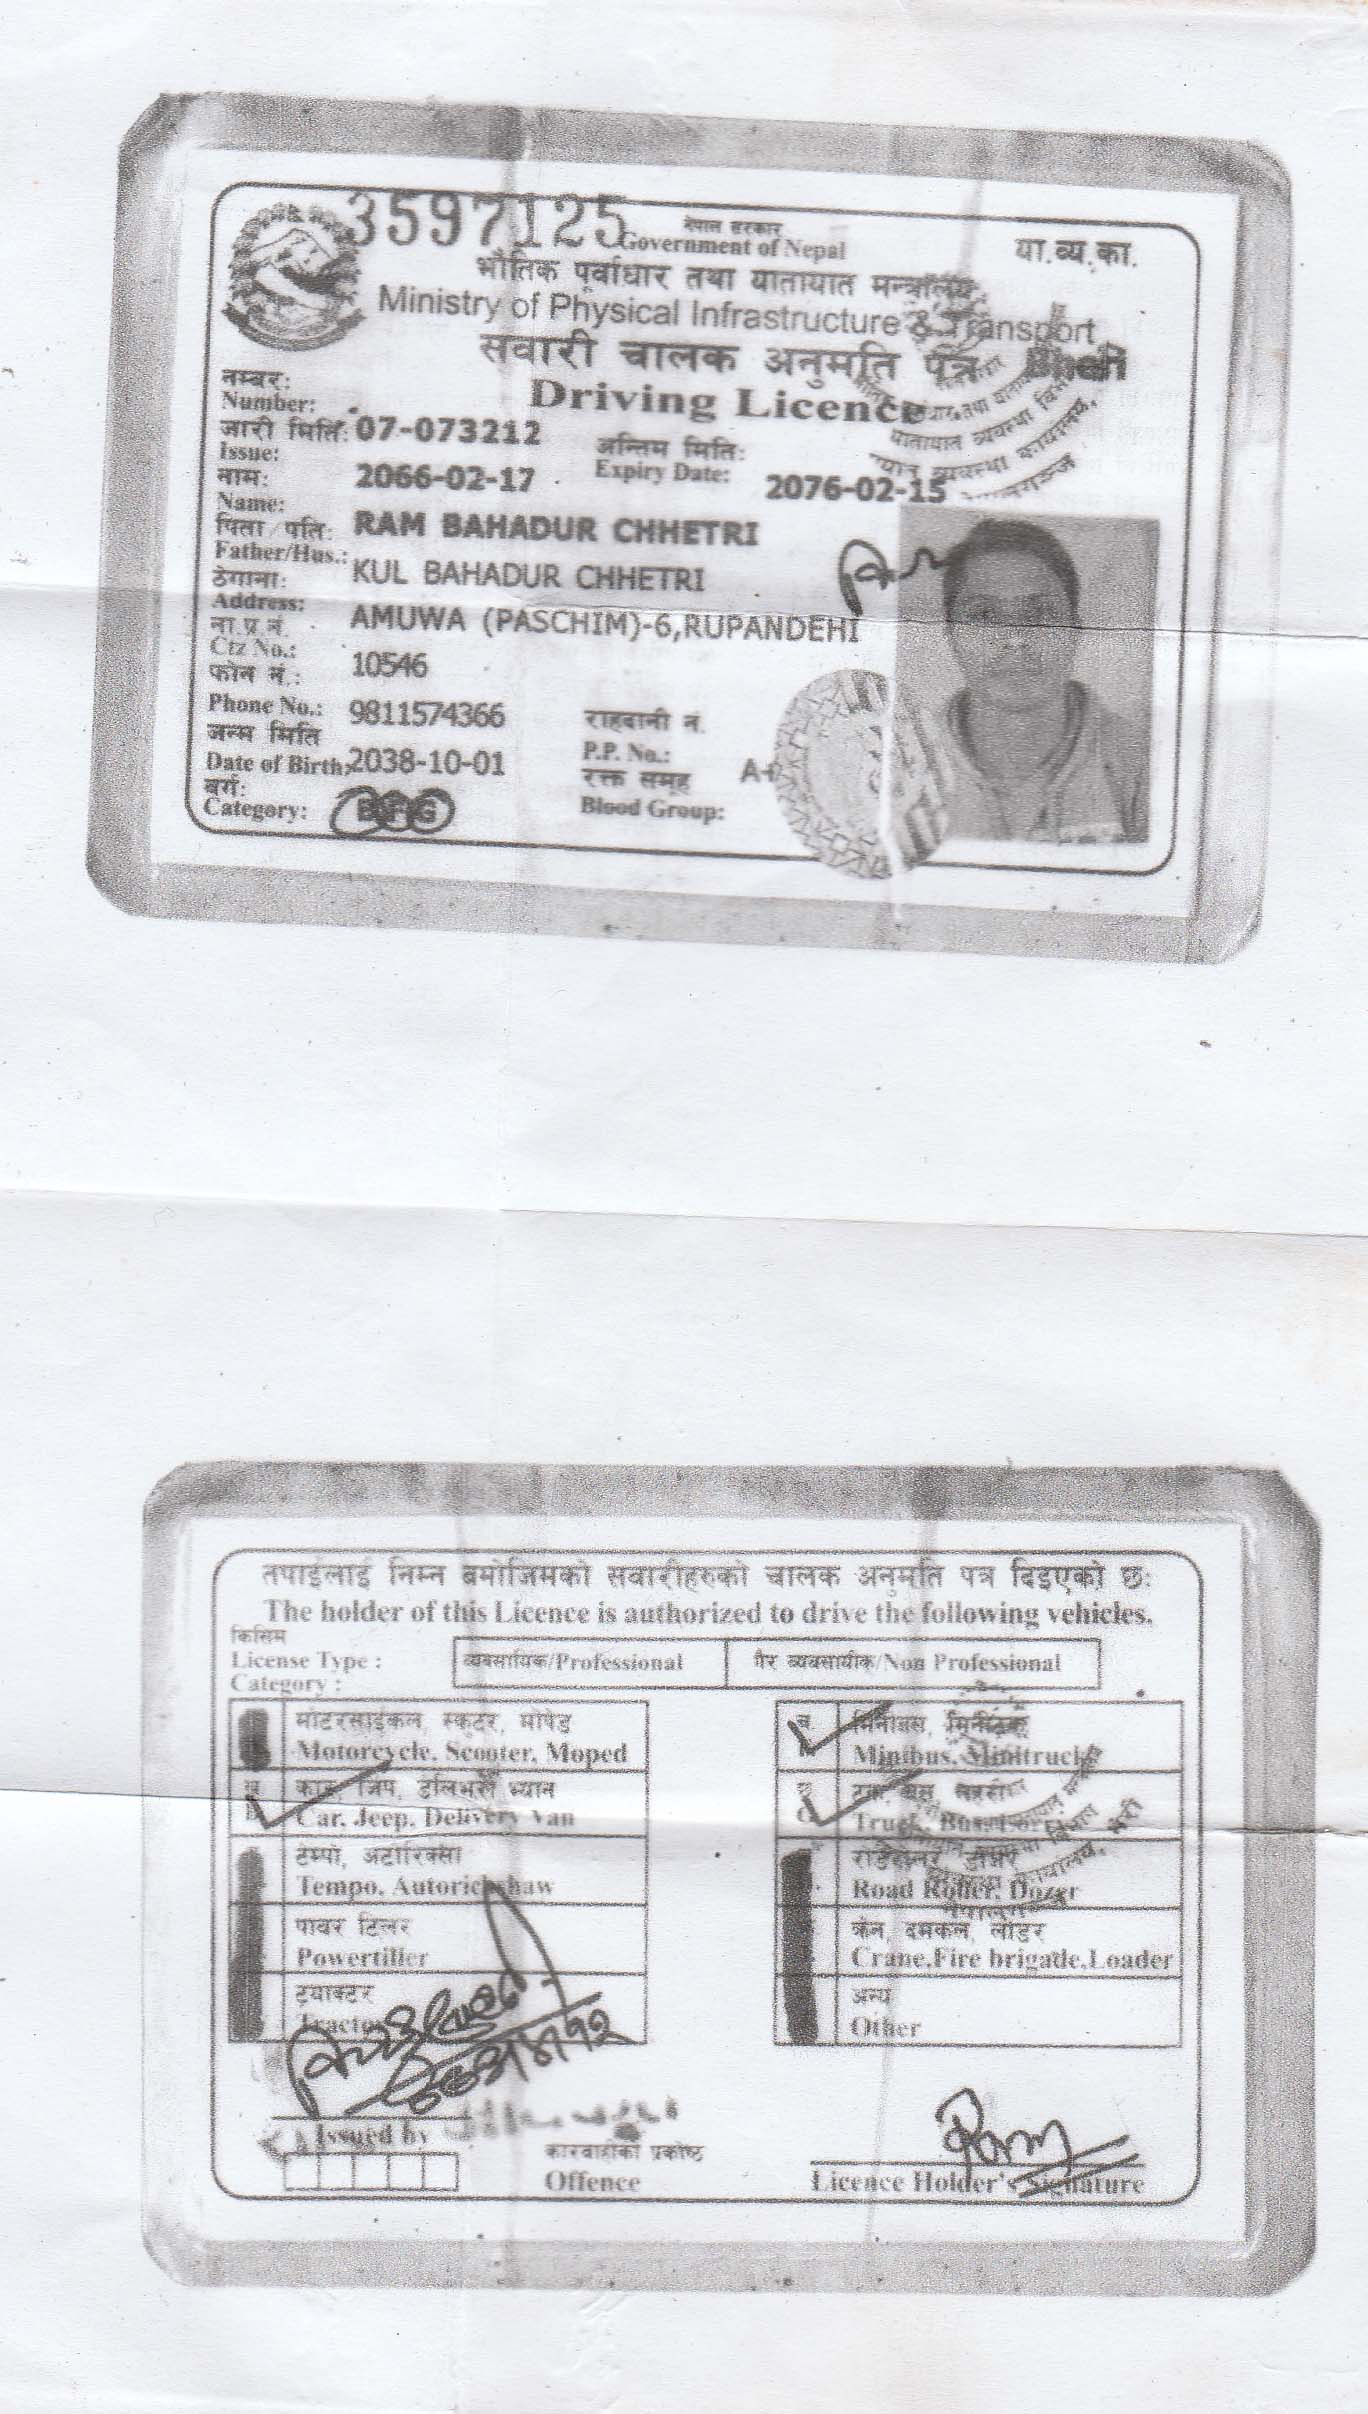 3597125
नेपाल सरकार
Government of Nepal
या.व्य.का.
भौतिक पूर्वाधार तथा यातायात मन्त्रालय
Ministry of Physical Infrastructure & Transport
सवारी चालक अनुमति पत्र
Driving Licence
नम्बर:
Number: 07-073212
जारी मिति:
Issue: 2066-02-17
अन्तिम मिति:
Expiry Date: 2076-02-15
नाम:
Name: RAM BAHADUR CHHETRI
पिता/पति:
Father/Hus.: KUL BAHADUR CHHETRI
ठेगाना:
Address: AMUWA (PASCHIM)-6,RUPANDEHI
ना.प्र.नं.
Ctz No.: 10546
फोन नं.:
Phone No.: 9811574366
राहदानी नं.
P.P. No.:
जन्म मिति
Date of Birth: 2038-10-01
रक्त समूह
Blood Group: A+
वर्ग:
Category:
तपाईलाई निम्न बमोजिमको सवारीहरुको चालक अनुमति पत्र दिइएको छ:
The holder of this Licence is authorized to drive the following vehicles.
किसिम
License Type :
व्यवसायिक/Professional
गैर व्यवसायीक/Non Professional
Category :
मोटरसाईकल, स्कुटर, मोपेड
Motorcycle, Scooter, Moped
कार, जिप, डेलिभरी भ्यान
Car, Jeep, Delivery Van
टेम्पो, अटोरिक्सा
Tempo, Autorickshaw
पावर टिलर
Powertiller
ट्याक्टर
Tractor
मिनीबस, मिनीट्रक
Minibus, Minitruck
Truck, Bus,
Road Roller, Dozer
क्रेन, दमकल, लोडर
Crane,Fire brigade,Loader
अन्य
Other
Issued by
कारवाहीको प्रकोष्ठ
Offence
Ram
Licence Holder's Signature